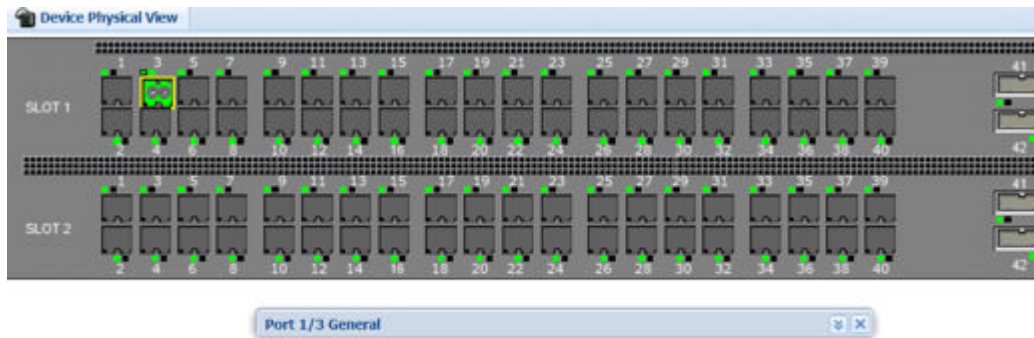 Device Physical View
1 3 5 7 9 11 13 15 17 19 21 23 25 27 29 31 33 35 37 39 41
SLOT 1
2 4 6 8 10 12 14 16 18 20 22 24 26 28 30 32 34 36 38 40 42
1 3 5 7 9 11 13 15 17 19 21 23 25 27 29 31 33 35 37 39 41
SLOT 2
2 4 6 8 10 12 14 16 18 20 22 24 26 28 30 32 34 36 38 40 42
Port 1/3 General